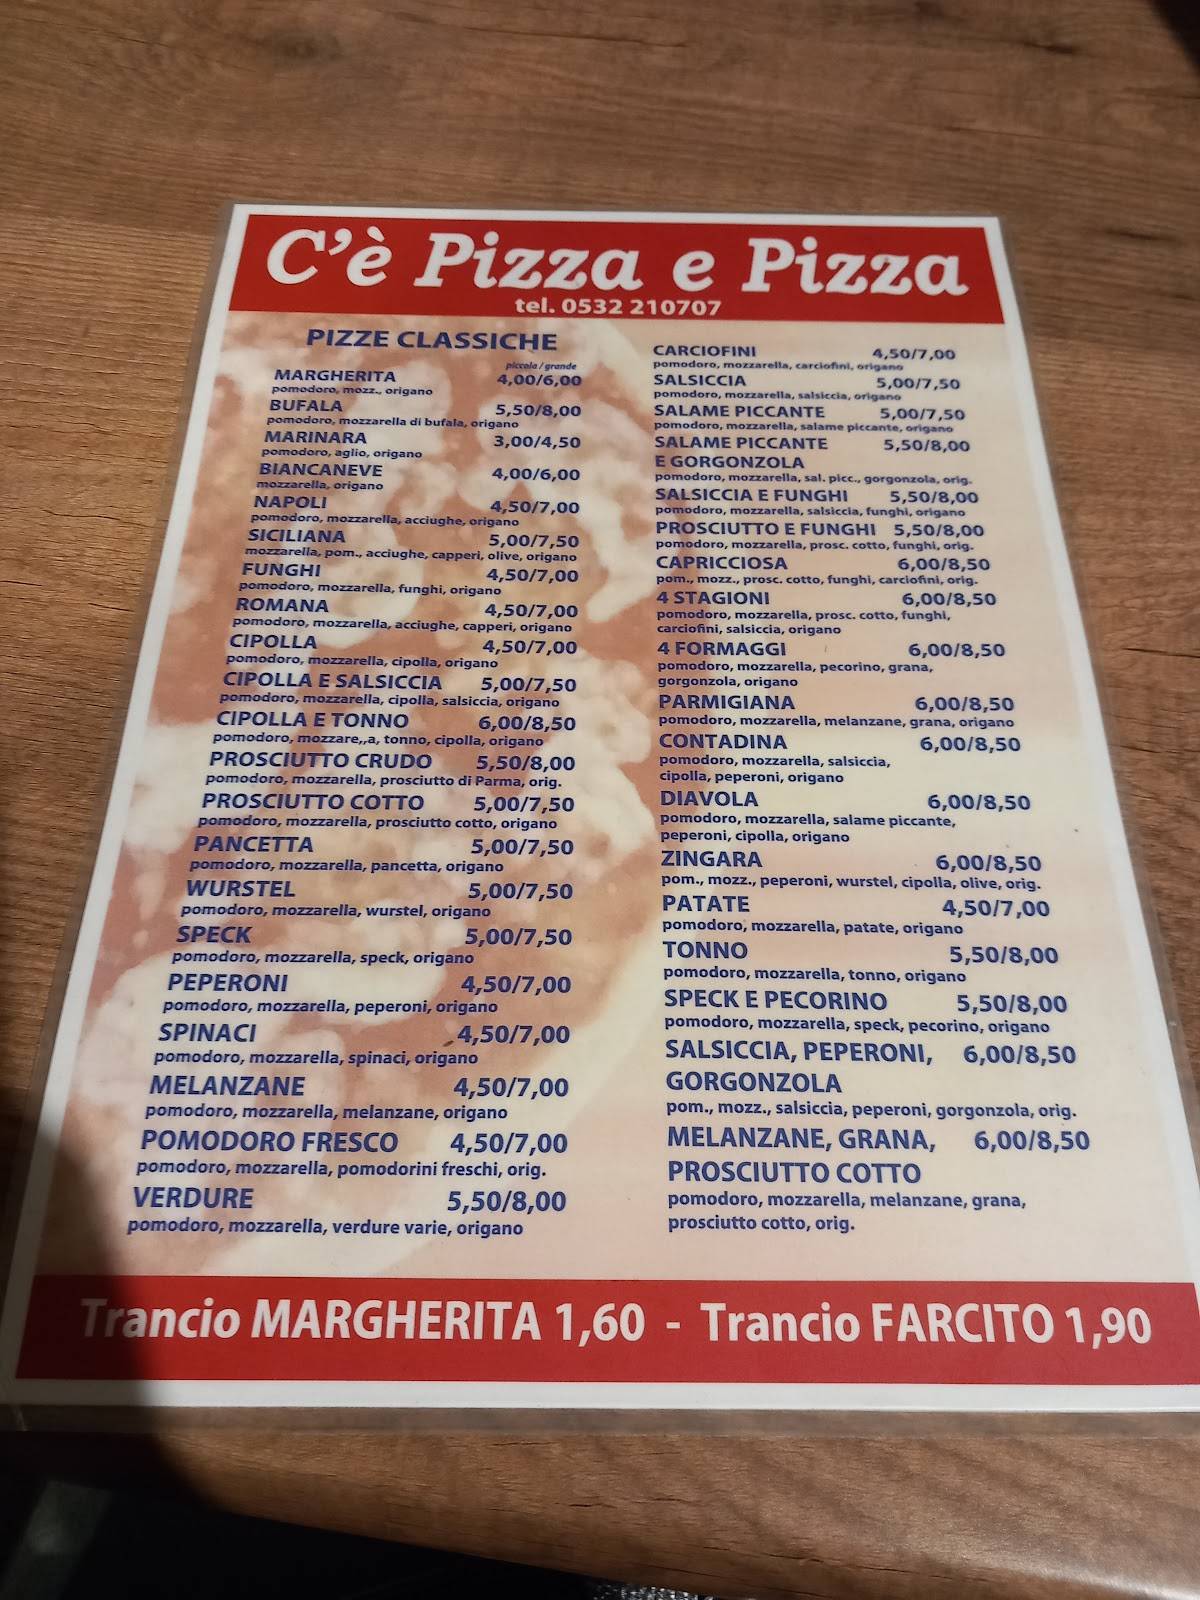 C'è Pizza e Pizza
tel. 0532 210707
PIZZE CLASSICHE
piccola / grande
MARGHERITA 4,00/6,00
pomodoro, mozz., origano
BUFALA 5,50/8,00
pomodoro, mozzarella di bufala, origano
MARINARA 3,00/4,50
pomodoro, aglio, origano
BIANCANEVE 4,00/6,00
mozzarella, origano
NAPOLI 4,50/7,00
pomodoro, mozzarella, acciughe, origano
SICILIANA 5,00/7,50
mozzarella, pom., acciughe, capperi, olive, origano
FUNGHI 4,50/7,00
pomodoro, mozzarella, funghi, origano
ROMANA 4,50/7,00
pomodoro, mozzarella, acciughe, capperi, origano
CIPOLLA 4,50/7,00
pomodoro, mozzarella, cipolla, origano
CIPOLLA E SALSICCIA 5,00/7,50
pomodoro, mozzarella, cipolla, salsiccia, origano
CIPOLLA E TONNO 6,00/8,50
pomodoro, mozzare,,a, tonno, cipolla, origano
PROSCIUTTO CRUDO 5,50/8,00
pomodoro, mozzarella, prosciutto di Parma, orig.
PROSCIUTTO COTTO 5,00/7,50
pomodoro, mozzarella, prosciutto cotto, origano
PANCETTA 5,00/7,50
pomodoro, mozzarella, pancetta, origano
WURSTEL 5,00/7,50
pomodoro, mozzarella, wurstel, origano
SPECK 5,00/7,50
pomodoro, mozzarella, speck, origano
PEPERONI 4,50/7,00
pomodoro, mozzarella, peperoni, origano
SPINACI 4,50/7,00
pomodoro, mozzarella, spinaci, origano
MELANZANE 4,50/7,00
pomodoro, mozzarella, melanzane, origano
POMODORO FRESCO 4,50/7,00
pomodoro, mozzarella, pomodorini freschi, orig.
VERDURE 5,50/8,00
pomodoro, mozzarella, verdure varie, origano
CARCIOFINI 4,50/7,00
pomodoro, mozzarella, carciofini, origano
SALSICCIA 5,00/7,50
pomodoro, mozzarella, salsiccia, origano
SALAME PICCANTE 5,00/7,50
pomodoro, mozzarella, salame piccante, origano
SALAME PICCANTE 5,50/8,00
E GORGONZOLA
pomodoro, mozzarella, sal. picc., gorgonzola, orig.
SALSICCIA E FUNGHI 5,50/8,00
pomodoro, mozzarella, salsiccia, funghi, origano
PROSCIUTTO E FUNGHI 5,50/8,00
pomodoro, mozzarella, prosc. cotto, funghi, orig.
CAPRICCIOSA 6,00/8,50
pom., mozz., prosc. cotto, funghi, carciofini, orig.
4 STAGIONI 6,00/8,50
pomodoro, mozzarella, prosc. cotto, funghi,
carciofini, salsiccia, origano
4 FORMAGGI 6,00/8,50
pomodoro, mozzarella, pecorino, grana,
gorgonzola, origano
PARMIGIANA 6,00/8,50
pomodoro, mozzarella, melanzane, grana, origano
CONTADINA 6,00/8,50
pomodoro, mozzarella, salsiccia,
cipolla, peperoni, origano
DIAVOLA 6,00/8,50
pomodoro, mozzarella, salame piccante,
peperoni, cipolla, origano
ZINGARA 6,00/8,50
pom., mozz., peperoni, wurstel, cipolla, olive, orig.
PATATE 4,50/7,00
pomodoro, mozzarella, patate, origano
TONNO 5,50/8,00
pomodoro, mozzarella, tonno, origano
SPECK E PECORINO 5,50/8,00
pomodoro, mozzarella, speck, pecorino, origano
SALSICCIA, PEPERONI, 6,00/8,50
GORGONZOLA
pom., mozz., salsiccia, peperoni, gorgonzola, orig.
MELANZANE, GRANA, 6,00/8,50
PROSCIUTTO COTTO
pomodoro, mozzarella, melanzane, grana,
prosciutto cotto, orig.
Trancio MARGHERITA 1,60 - Trancio FARCITO 1,90